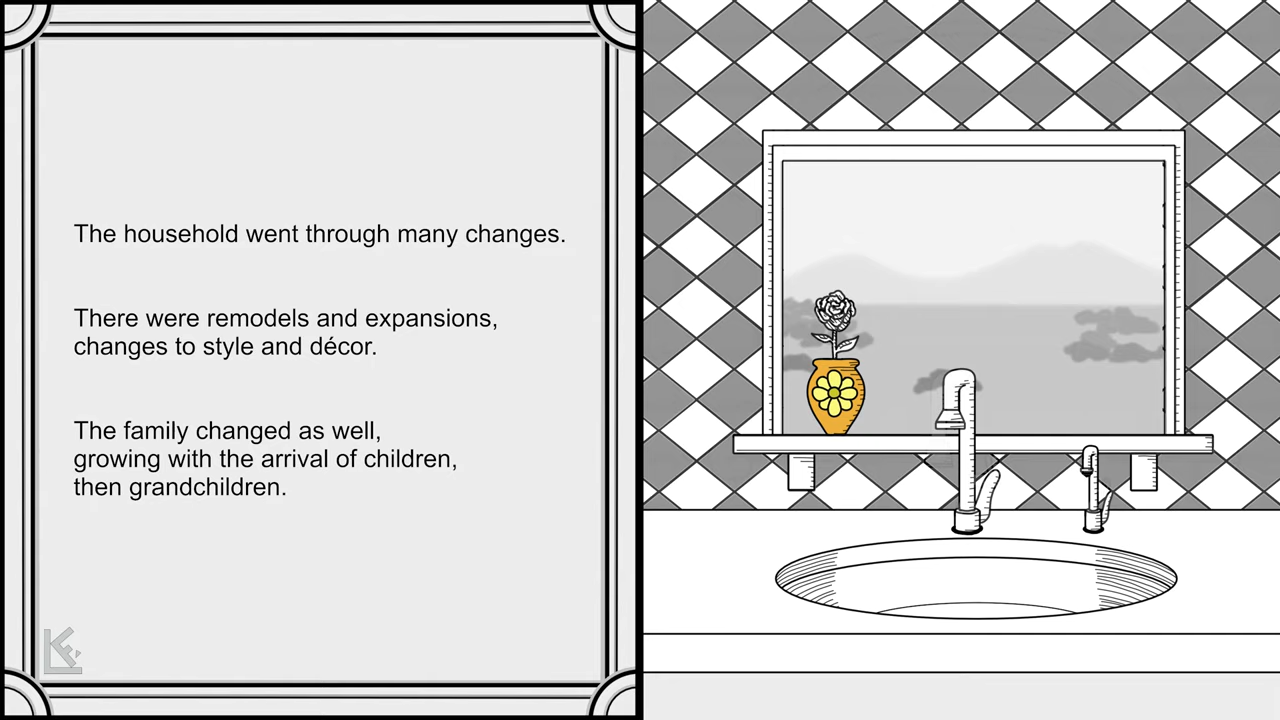 The household went through many changes.
There were remodels and expansions,
changes to style and décor.
The family changed as well,
growing with the arrival of children,
then grandchildren.